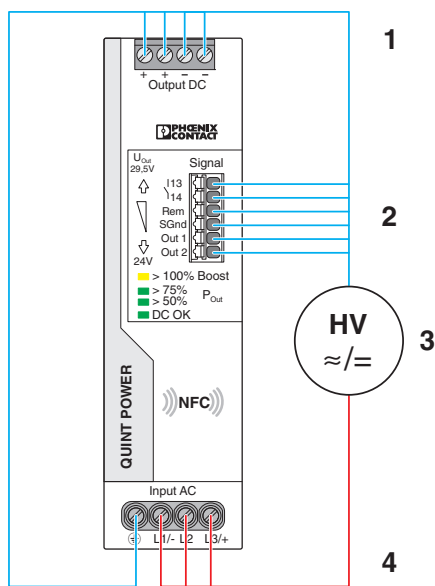 1
+ + − −
Output DC
PHŒNIX
CONTACT
UOut
29,5V
Signal
13
14
Rem
SGnd
Out 1
Out 2
24V
> 100% Boost
> 75%
> 50%
POut
DC OK
2
HV
≈/=
3
QUINT POWER
NFC
Input AC
L1/- L2 L3/+
4